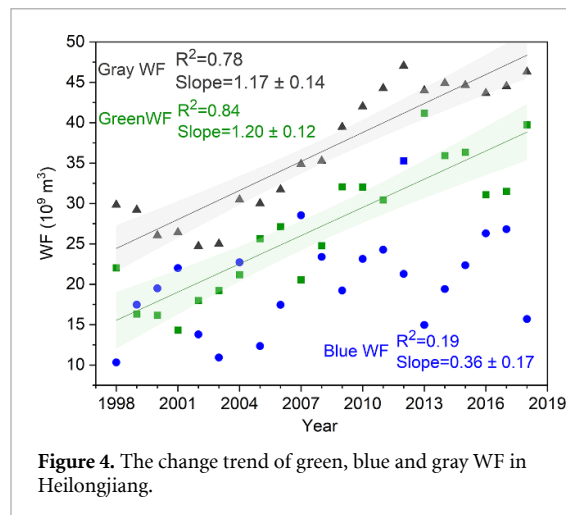 50
45
40
35
30
25
20
15
10
WF (10⁹ m³)
Gray WF
R²=0.78
Slope=1.17 ± 0.14
GreenWF
R²=0.84
Slope=1.20 ± 0.12
Blue WF
R²=0.19
Slope=0.36 ± 0.17
1998 2001 2004 2007 2010 2013 2016 2019
Year
Figure 4. The change trend of green, blue and gray WF in
Heilongjiang.